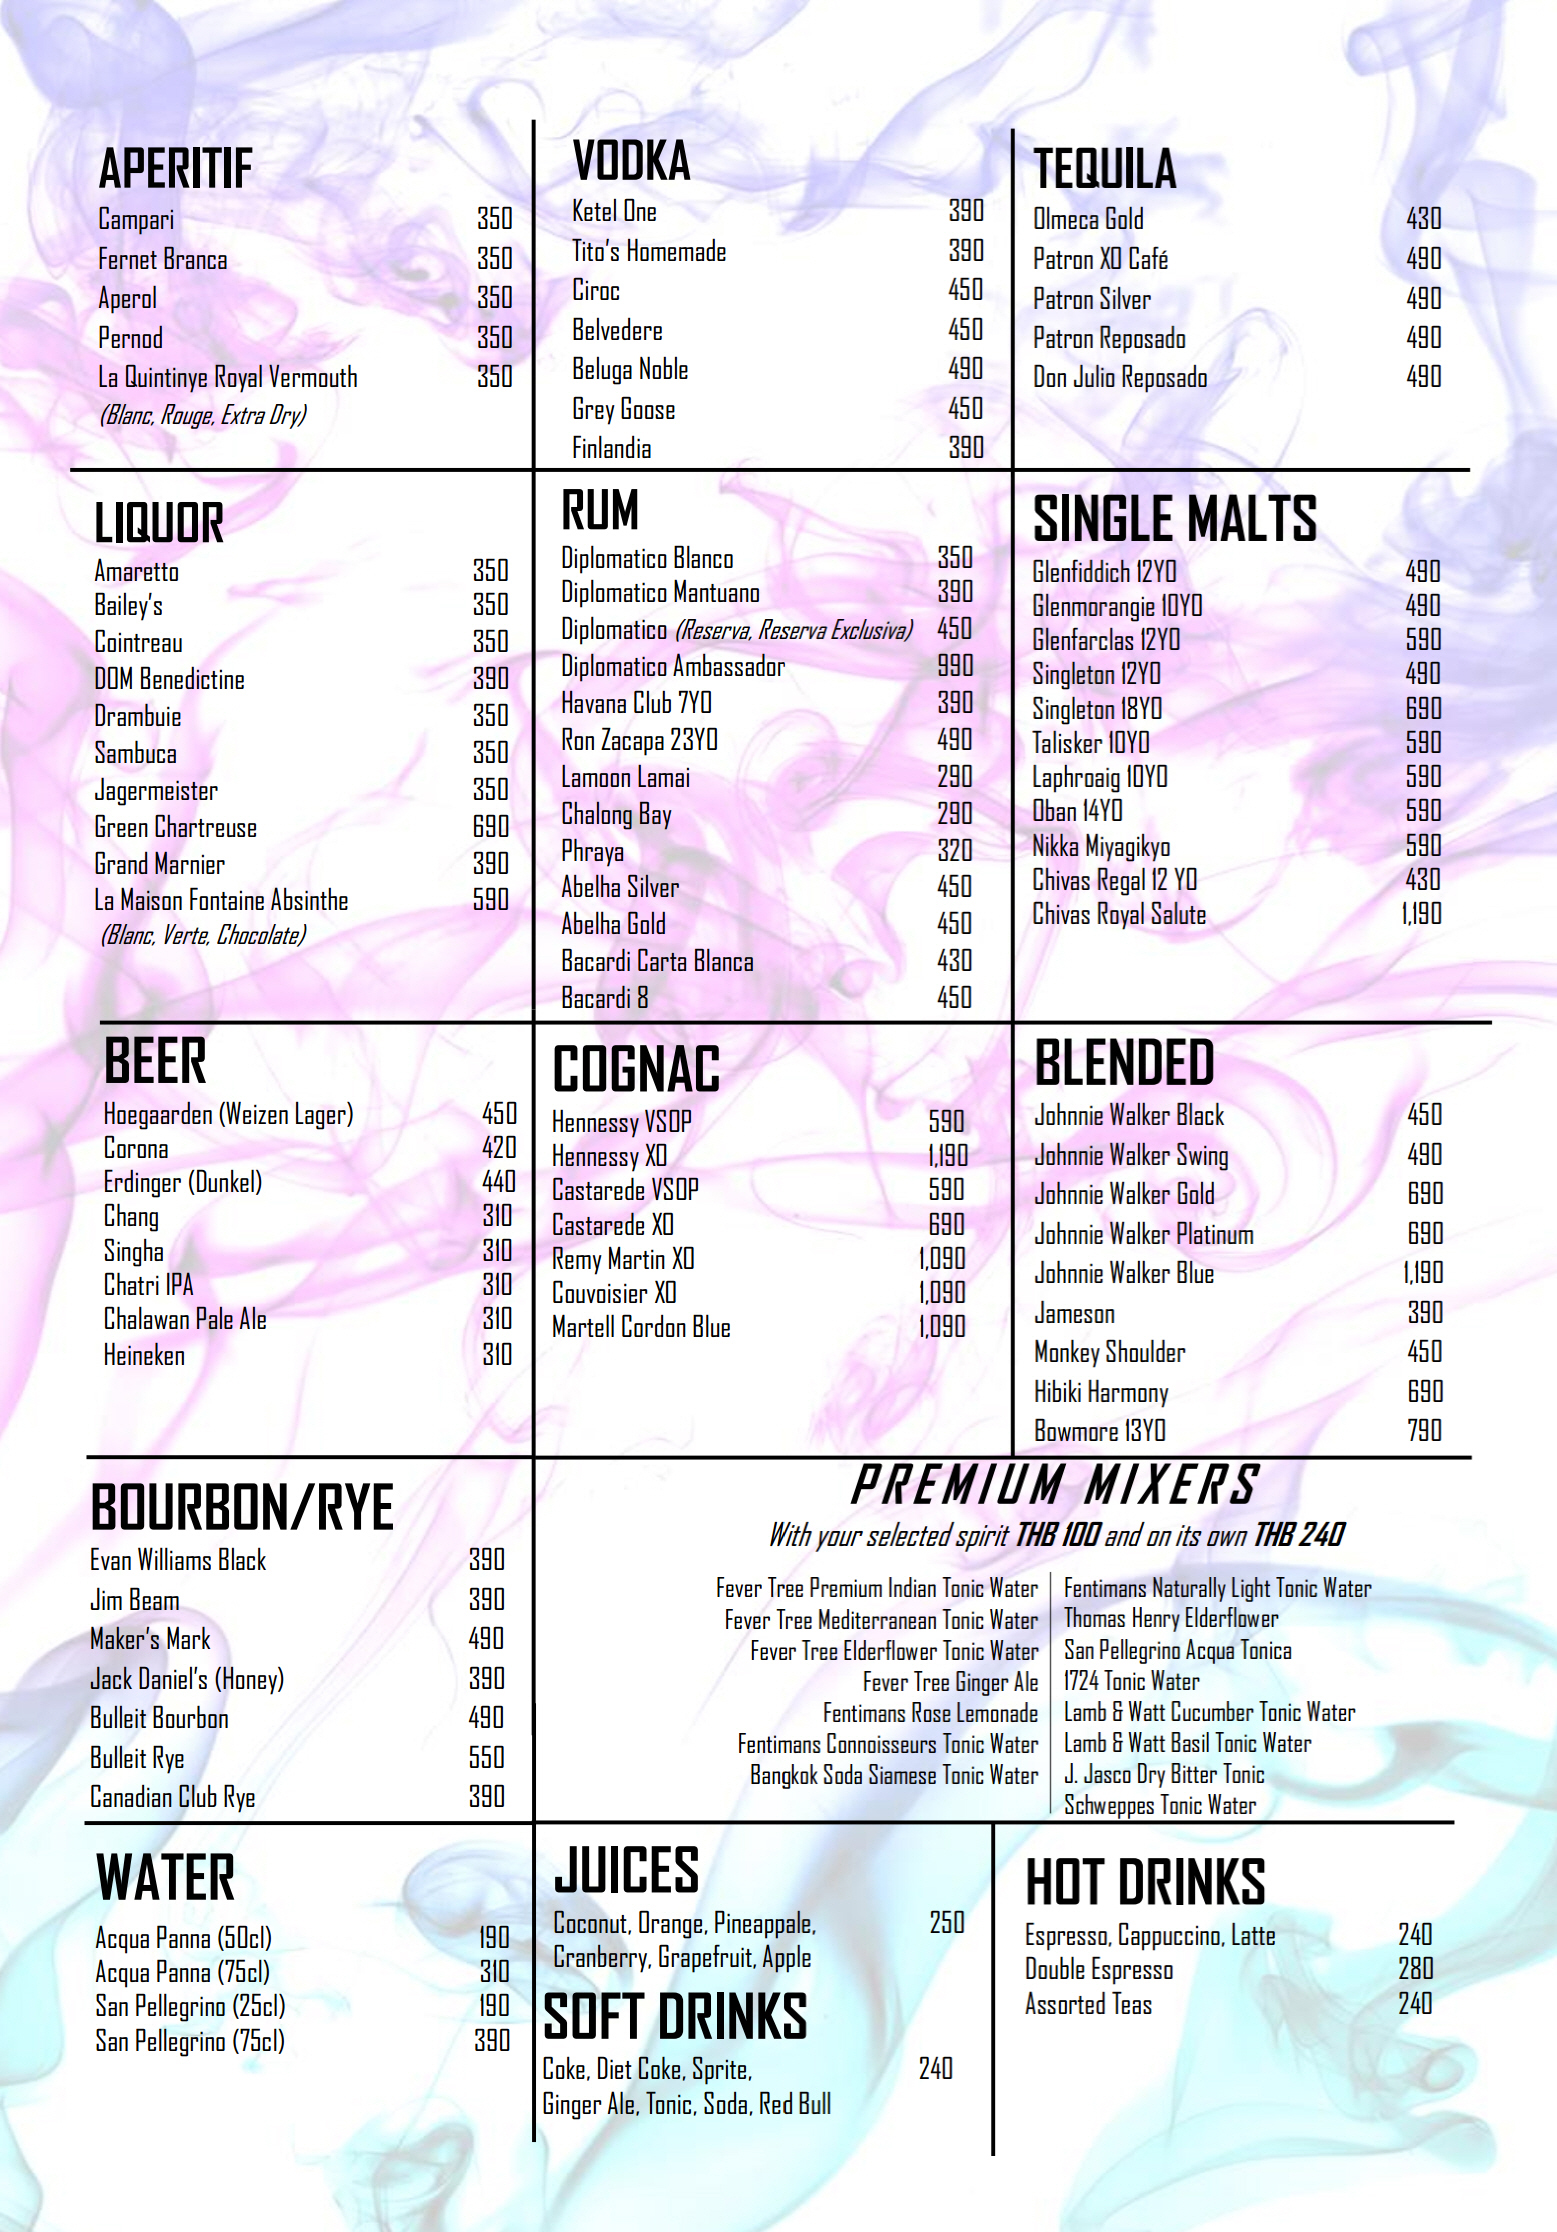 APERITIF
Campari 350
Fernet Branca 350
Aperol 350
Pernod 350
La Quintinye Royal Vermouth 350
(Blanc, Rouge, Extra Dry)
VODKA
Ketel One 390
Tito's Homemade 390
Ciroc 450
Belvedere 450
Beluga Noble 490
Grey Goose 450
Finlandia 390
TEQUILA
Olmeca Gold 430
Patron XO Café 490
Patron Silver 490
Patron Reposado 490
Don Julio Reposado 490
LIQUOR
Amaretto 350
Bailey's 350
Cointreau 350
DOM Benedictine 390
Drambuie 350
Sambuca 350
Jagermeister 350
Green Chartreuse 690
Grand Marnier 390
La Maison Fontaine Absinthe 590
(Blanc, Verte, Chocolate)
RUM
Diplomatico Blanco 350
Diplomatico Mantuano 390
Diplomatico (Reserva, Reserva Exclusiva) 450
Diplomatico Ambassador 990
Havana Club 7YO 390
Ron Zacapa 23YO 490
Lamoon Lamai 290
Chalong Bay 290
Phraya 320
Abelha Silver 450
Abelha Gold 450
Bacardi Carta Blanca 430
Bacardi 8 450
SINGLE MALTS
Glenfiddich 12YO 490
Glenmorangie 10YO 490
Glenfarclas 12YO 590
Singleton 12YO 490
Singleton 18YO 690
Talisker 10YO 590
Laphroaig 10YO 590
Oban 14YO 590
Nikka Miyagikyo 590
Chivas Regal 12 YO 430
Chivas Royal Salute 1,190
BEER
Hoegaarden (Weizen Lager) 450
Corona 420
Erdinger (Dunkel) 440
Chang 310
Singha 310
Chatri IPA 310
Chalawan Pale Ale 310
Heineken 310
COGNAC
Hennessy VSOP 590
Hennessy XO 1,190
Castarede VSOP 590
Castarede XO 690
Remy Martin XO 1,090
Couvoisier XO 1,090
Martell Cordon Blue 1,090
BLENDED
Johnnie Walker Black 450
Johnnie Walker Swing 490
Johnnie Walker Gold 690
Johnnie Walker Platinum 690
Johnnie Walker Blue 1,190
Jameson 390
Monkey Shoulder 450
Hibiki Harmony 690
Bowmore 13YO 790
BOURBON/RYE
Evan Williams Black 390
Jim Beam 390
Maker's Mark 490
Jack Daniel's (Honey) 390
Bulleit Bourbon 490
Bulleit Rye 550
Canadian Club Rye 390
PREMIUM MIXERS
With your selected spirit THB 100 and on its own THB 240
Fever Tree Premium Indian Tonic Water
Fever Tree Mediterranean Tonic Water
Fever Tree Elderflower Tonic Water
Fever Tree Ginger Ale
Fentimans Rose Lemonade
Fentimans Connoisseurs Tonic Water
Bangkok Soda Siamese Tonic Water
Fentimans Naturally Light Tonic Water
Thomas Henry Elderflower
San Pellegrino Acqua Tonica
1724 Tonic Water
Lamb & Watt Cucumber Tonic Water
Lamb & Watt Basil Tonic Water
J. Jasco Dry Bitter Tonic
Schweppes Tonic Water
WATER
Acqua Panna (50cl) 190
Acqua Panna (75cl) 310
San Pellegrino (25cl) 190
San Pellegrino (75cl) 390
JUICES
Coconut, Orange, Pineappale, 250
Cranberry, Grapefruit, Apple
SOFT DRINKS
Coke, Diet Coke, Sprite, 240
Ginger Ale, Tonic, Soda, Red Bull
HOT DRINKS
Espresso, Cappuccino, Latte 240
Double Espresso 280
Assorted Teas 240